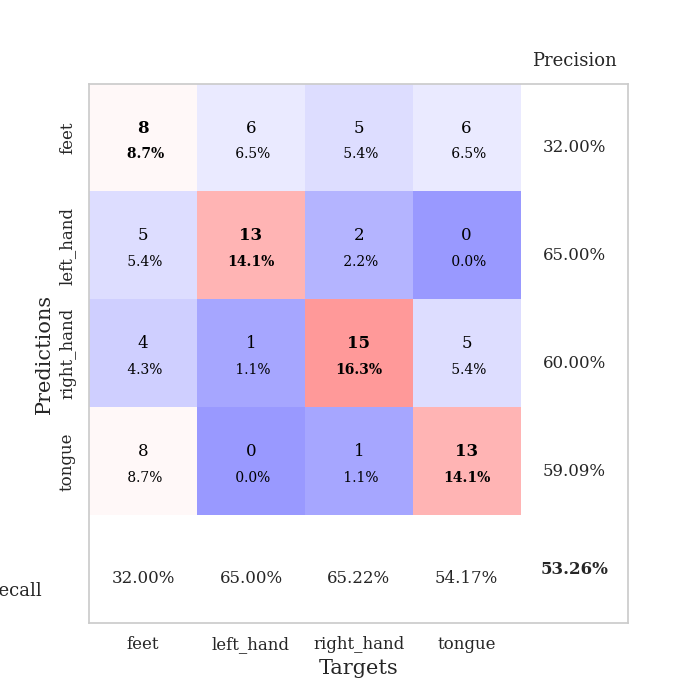 Precision
feet 8 6 5 6 32.00%
8.7% 6.5% 5.4% 6.5%
left_hand 5 13 2 0 65.00%
5.4% 14.1% 2.2% 0.0%
Predictions
right_hand 4 1 15 5 60.00%
4.3% 1.1% 16.3% 5.4%
tongue 8 0 1 13 59.09%
8.7% 0.0% 1.1% 14.1%
ecall 32.00% 65.00% 65.22% 54.17% 53.26%
feet left_hand right_hand tongue
Targets